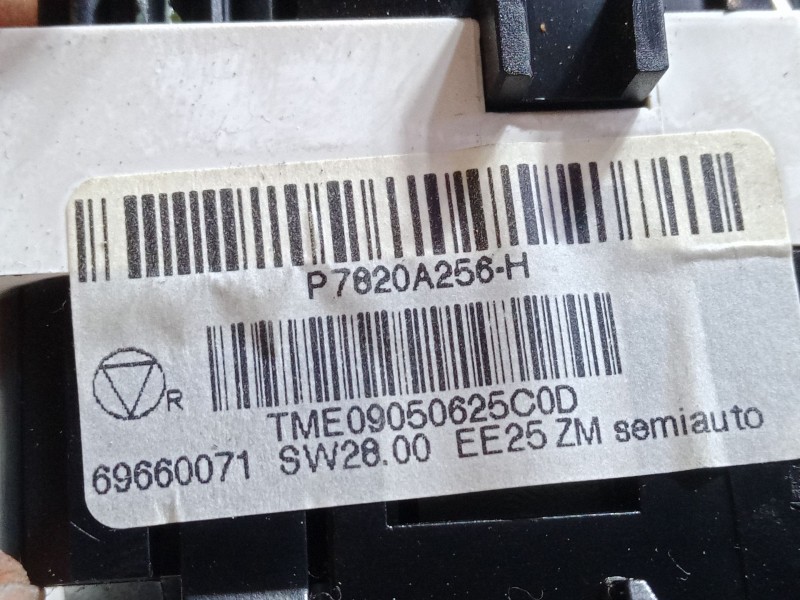 P7820A256-H
R
TME09050625C0D
69660071 SW28.00 EE25 ZM semiauto